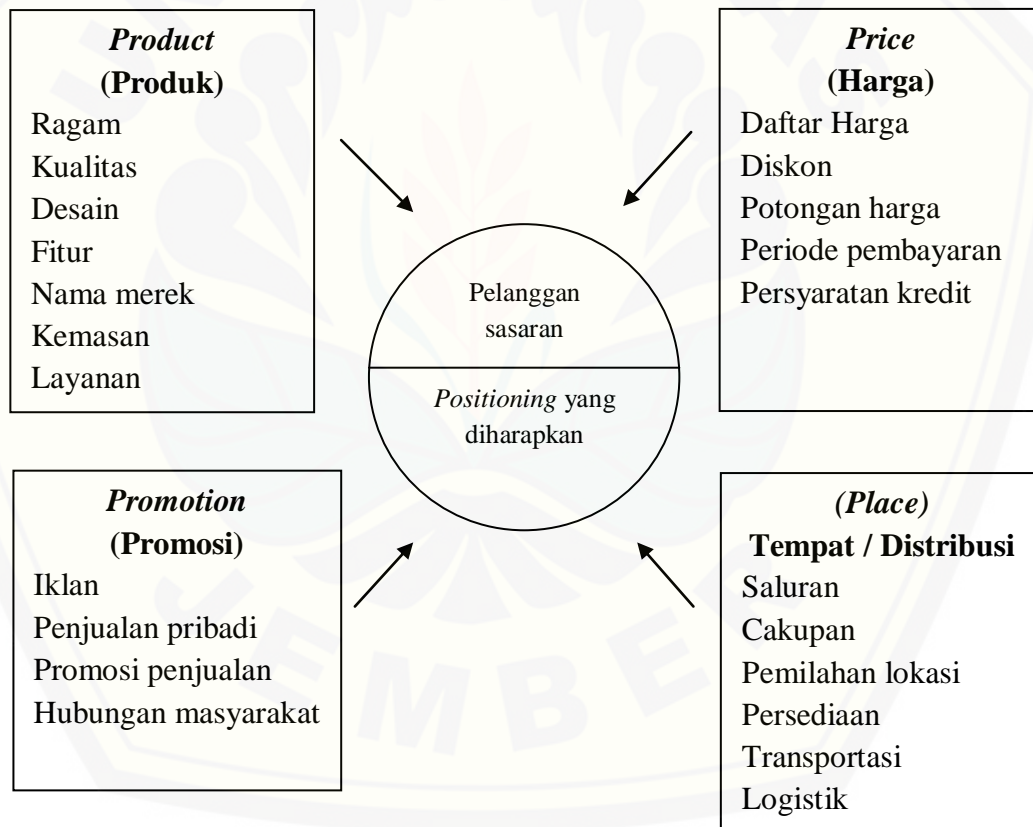 Product
(Produk)
Ragam
Kualitas
Desain
Fitur
Nama merek
Kemasan
Layanan
Price
(Harga)
Daftar Harga
Diskon
Potongan harga
Periode pembayaran
Persyaratan kredit
Pelanggan
sasaran
Positioning yang
diharapkan
Promotion
(Promosi)
Iklan
Penjualan pribadi
Promosi penjualan
Hubungan masyarakat
(Place)
Tempat / Distribusi
Saluran
Cakupan
Pemilahan lokasi
Persediaan
Transportasi
Logistik
JEMBER